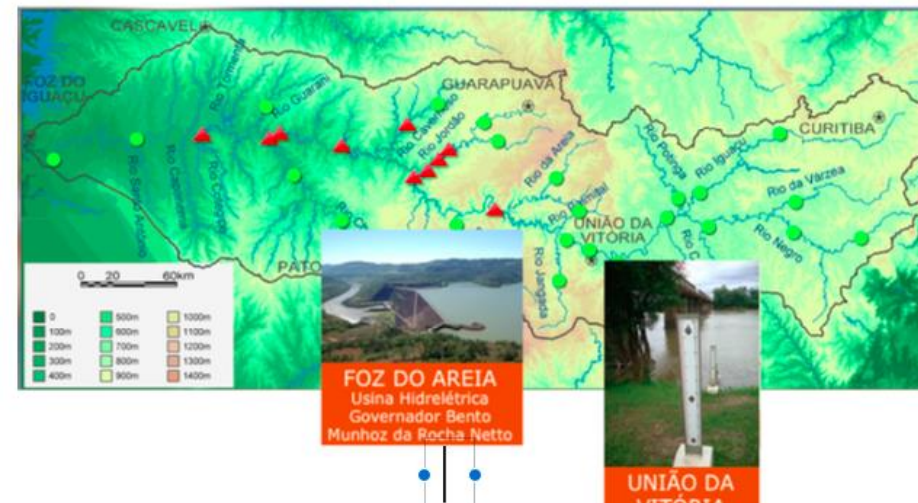 CASCAVEL
FOZ DO
IGUAÇU
Rio Guarani
GUARAPUAVA
Rio Cavernoso
Rio Jordão
Rio da Areia
Rio Potinga
Rio Iguaçu
CURITIBA
Rio da Várzea
Rio Negro
Rio Palmital
UNIÃO DA
VITÓRIA
Rio Jangada
Rio Santo Antonio
Rio Capanema
Rio Cotegipe
PATO
0 20 60km
0 500m 1000m
100m 600m 1100m
200m 700m 1200m
300m 800m 1300m
400m 900m 1400m
FOZ DO AREIA
Usina Hidrelétrica
Governador Bento
Munhoz da Rocha Netto
UNIÃO DA
VITÓRIA